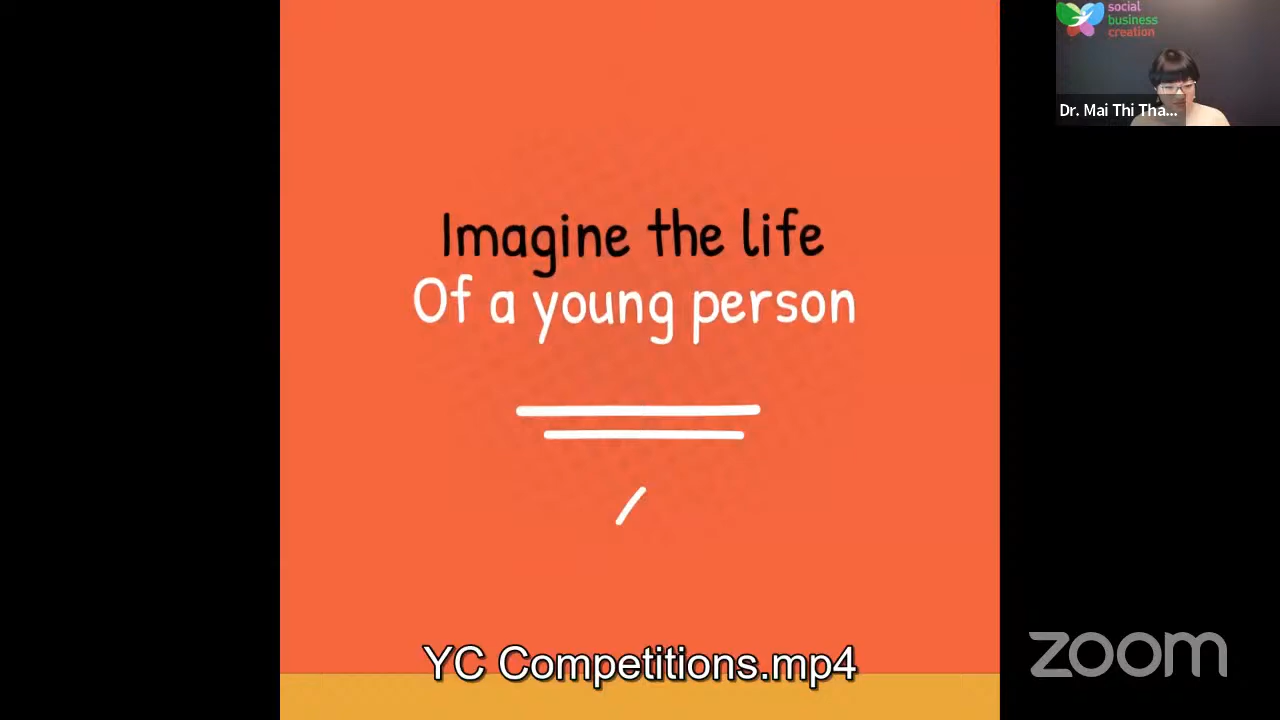 social
business
creation
Dr. Mai Thi Tha...
Imagine the life
Of a young person
YC Competitions.mp4
zoom